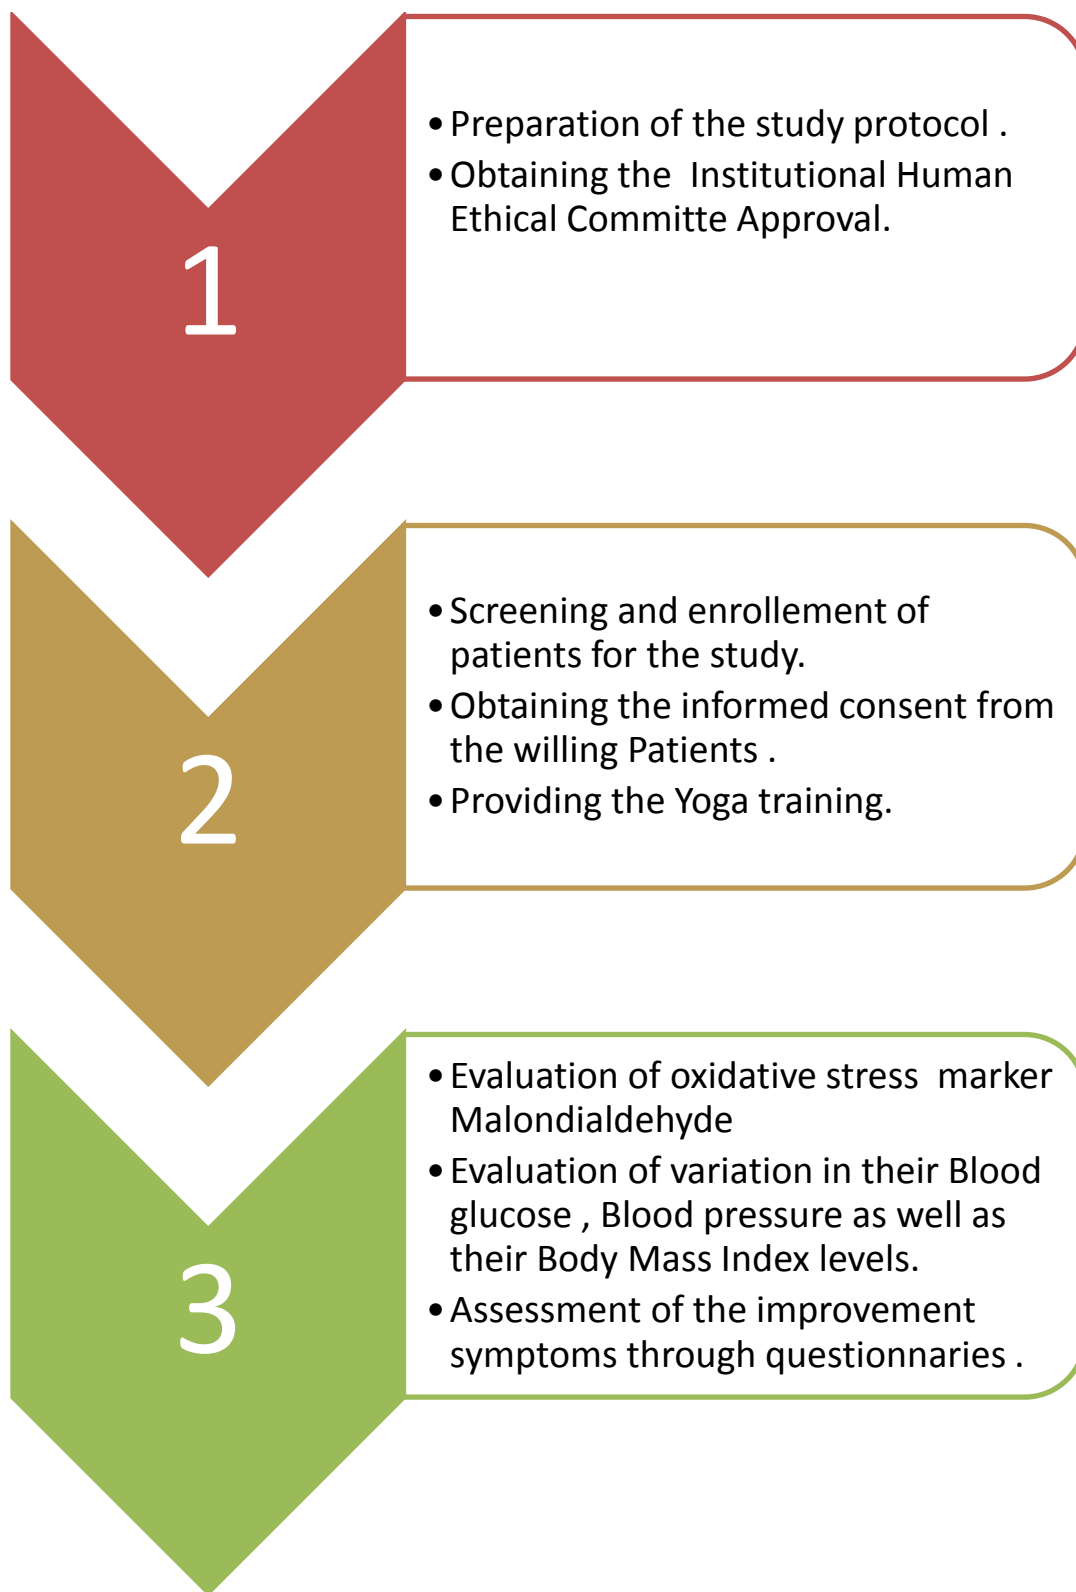 1
• Preparation of the study protocol .
• Obtaining the  Institutional Human
Ethical Committe Approval.
2
• Screening and enrollement of
patients for the study.
• Obtaining the informed consent from
the willing Patients .
• Providing the Yoga training.
3
• Evaluation of oxidative stress  marker
Malondialdehyde
• Evaluation of variation in their Blood
glucose , Blood pressure as well as
their Body Mass Index levels.
• Assessment of the improvement
symptoms through questionnaries .